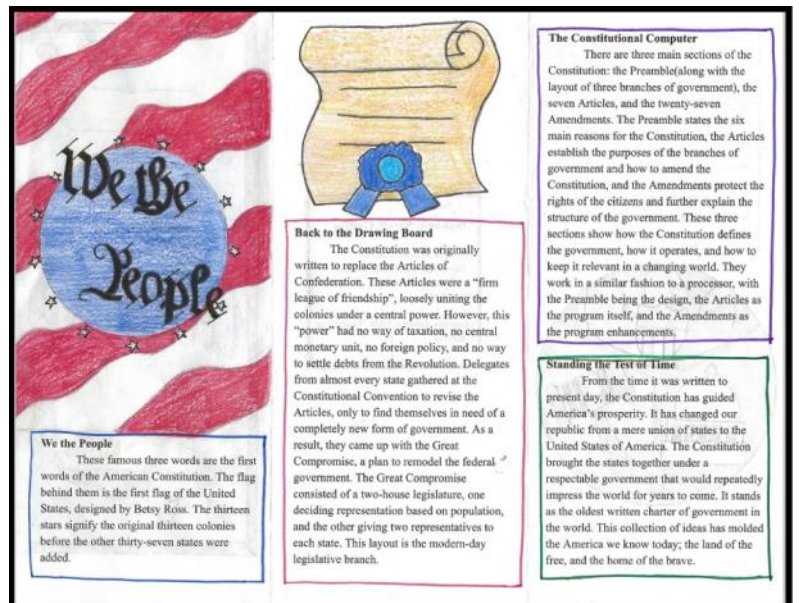 We the
People
We the People
These famous three words are the first
words of the American Constitution. The flag
behind them is the first flag of the United
States, designed by Betsy Ross. The thirteen
stars signify the original thirteen colonies
before the other thirty-seven states were
added.
Back to the Drawing Board
The Constitution was originally
written to replace the Articles of
Confederation. These Articles were a “firm
league of friendship”, loosely uniting the
colonies under a central power. However, this
“power” had no way of taxation, no central
monetary unit, no foreign policy, and no way
to settle debts from the Revolution. Delegates
from almost every state gathered at the
Constitutional Convention to revise the
Articles, only to find themselves in need of a
completely new form of government. As a
result, they came up with the Great
Compromise, a plan to remodel the federal
government. The Great Compromise
consisted of a two-house legislature, one
deciding representation based on population,
and the other giving two representatives to
each state. This layout is the modern-day
legislative branch.
The Constitutional Computer
There are three main sections of the
Constitution: the Preamble(along with the
layout of three branches of government), the
seven Articles, and the twenty-seven
Amendments. The Preamble states the six
main reasons for the Constitution, the Articles
establish the purposes of the branches of
government and how to amend the
Constitution, and the Amendments protect the
rights of the citizens and further explain the
structure of the government. These three
sections show how the Constitution defines
the government, how it operates, and how to
keep it relevant in a changing world. They
work in a similar fashion to a processor, with
the Preamble being the design, the Articles as
the program itself, and the Amendments as
the program enhancements.
Standing the Test of Time
From the time it was written to
present day, the Constitution has guided
America’s prosperity. It has changed our
republic from a mere union of states to the
United States of America. The Constitution
brought the states together under a
respectable government that would repeatedly
impress the world for years to come. It stands
as the oldest written charter of government in
the world. This collection of ideas has molded
the America we know today; the land of the
free, and the home of the brave.